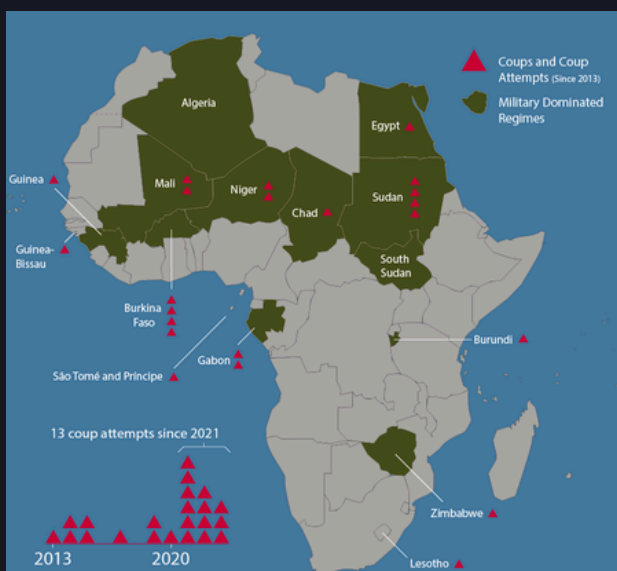 Coups and Coup
Attempts (Since 2013)
Military Dominated
Regimes
Algeria
Egypt
Guinea
Mali
Niger
Chad
Sudan
Guinea-
Bissau
South
Sudan
Burkina
Faso
Gabon
Burundi
São Tomé and Príncipe
13 coup attempts since 2021
Zimbabwe
2013
2020
Lesotho